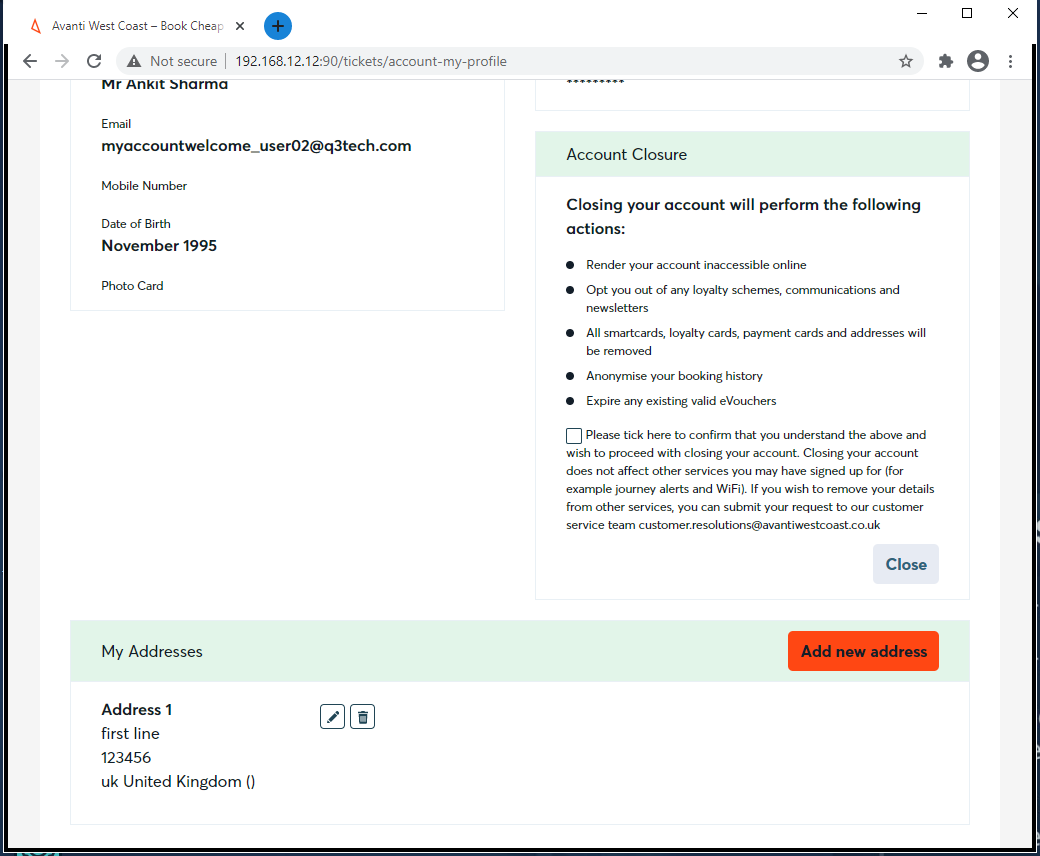 Avanti West Coast – Book Cheap
Not secure
192.168.12.12:90/tickets/account-my-profile
Mr Ankit Sharma
Email
myaccountwelcome_user02@q3tech.com
Mobile Number
Date of Birth
November 1995
Photo Card
*********
Account Closure
Closing your account will perform the following
actions:
Render your account inaccessible online
Opt you out of any loyalty schemes, communications and
newsletters
All smartcards, loyalty cards, payment cards and addresses will
be removed
Anonymise your booking history
Expire any existing valid eVouchers
Please tick here to confirm that you understand the above and
wish to proceed with closing your account. Closing your account
does not affect other services you may have signed up for (for
example journey alerts and WiFi). If you wish to remove your details
from other services, you can submit your request to our customer
service team customer.resolutions@avantiwestcoast.co.uk
Close
My Addresses
Add new address
Address 1
first line
123456
uk United Kingdom ()